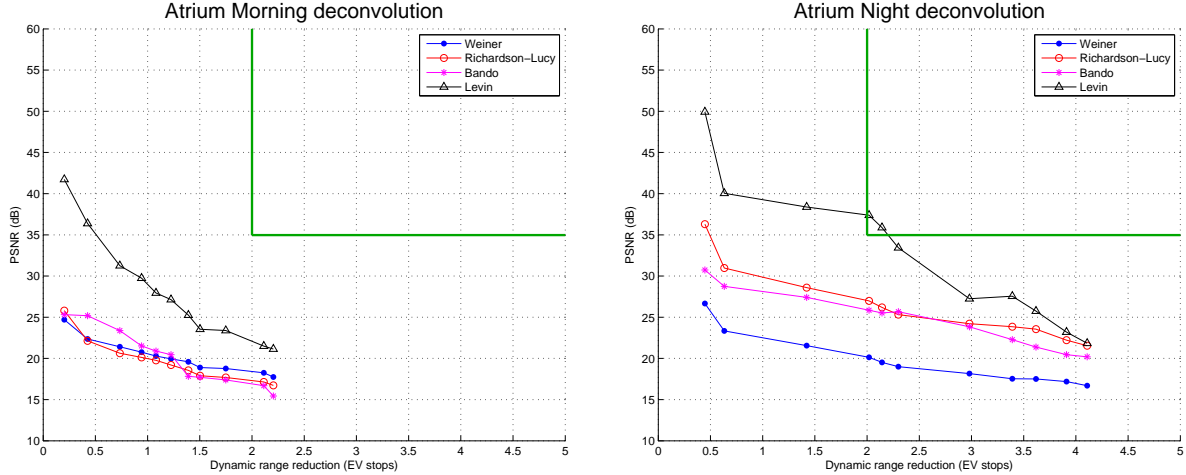 Atrium Morning deconvolution
60
55
50
45
40
35
30
25
20
15
10
PSNR (dB)
0 0.5 1 1.5 2 2.5 3 3.5 4 4.5 5
Dynamic range reduction (EV stops)
Weiner
Richardson−Lucy
Bando
Levin
Atrium Night deconvolution
60
55
50
45
40
35
30
25
20
15
10
PSNR (dB)
0 0.5 1 1.5 2 2.5 3 3.5 4 4.5 5
Dynamic range reduction (EV stops)
Weiner
Richardson−Lucy
Bando
Levin